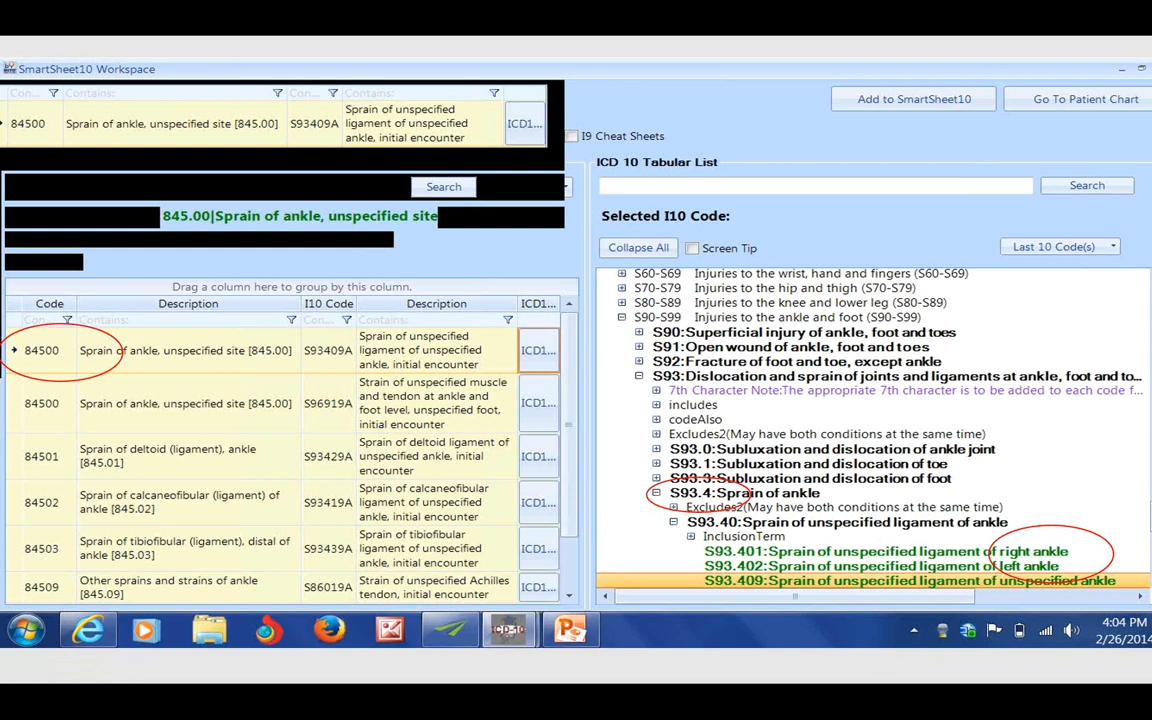 SmartSheet10 Workspace
Con... Contains: Con... Contains:
84500 Sprain of ankle, unspecified site [845.00] S93409A Sprain of unspecified ligament of unspecified ankle, initial encounter ICD1...
Search
845.00|Sprain of ankle, unspecified site
Drag a column here to group by this column.
Code Description I10 Code Description ICD1...
Contains: Con... Contains:
84500 Sprain of ankle, unspecified site [845.00] S93409A Sprain of unspecified ligament of unspecified ankle, initial encounter ICD1...
84500 Sprain of ankle, unspecified site [845.00] S96919A Strain of unspecified muscle and tendon at ankle and foot level, unspecified foot, initial encounter ICD1...
84501 Sprain of deltoid (ligament), ankle [845.01] S93429A Sprain of deltoid ligament of unspecified ankle, initial encounter ICD1...
84502 Sprain of calcaneofibular (ligament) of ankle [845.02] S93419A Sprain of calcaneofibular ligament of unspecified ankle, initial encounter ICD1...
84503 Sprain of tibiofibular (ligament), distal of ankle [845.03] S93439A Sprain of tibiofibular ligament of unspecified ankle, initial encounter ICD1...
84509 Other sprains and strains of ankle [845.09] S86019A Strain of unspecified Achilles tendon, initial encounter ICD1...
Add to SmartSheet10
Go To Patient Chart
I9 Cheat Sheets
ICD 10 Tabular List
Search
Selected I10 Code:
Collapse All
Screen Tip
Last 10 Code(s)
S60-S69 Injuries to the wrist, hand and fingers (S60-S69)
S70-S79 Injuries to the hip and thigh (S70-S79)
S80-S89 Injuries to the knee and lower leg (S80-S89)
S90-S99 Injuries to the ankle and foot (S90-S99)
S90:Superficial injury of ankle, foot and toes
S91:Open wound of ankle, foot and toes
S92:Fracture of foot and toe, except ankle
S93:Dislocation and sprain of joints and ligaments at ankle, foot and to...
7th Character Note:The appropriate 7th character is to be added to each code f...
includes
codeAlso
Excludes2(May have both conditions at the same time)
S93.0:Subluxation and dislocation of ankle joint
S93.1:Subluxation and dislocation of toe
S93.3:Subluxation and dislocation of foot
S93.4:Sprain of ankle
Excludes2(May have both conditions at the same time)
S93.40:Sprain of unspecified ligament of ankle
InclusionTerm
S93.401:Sprain of unspecified ligament of right ankle
S93.402:Sprain of unspecified ligament of left ankle
S93.409:Sprain of unspecified ligament of unspecified ankle
ICD-10
4:04 PM
2/26/2014